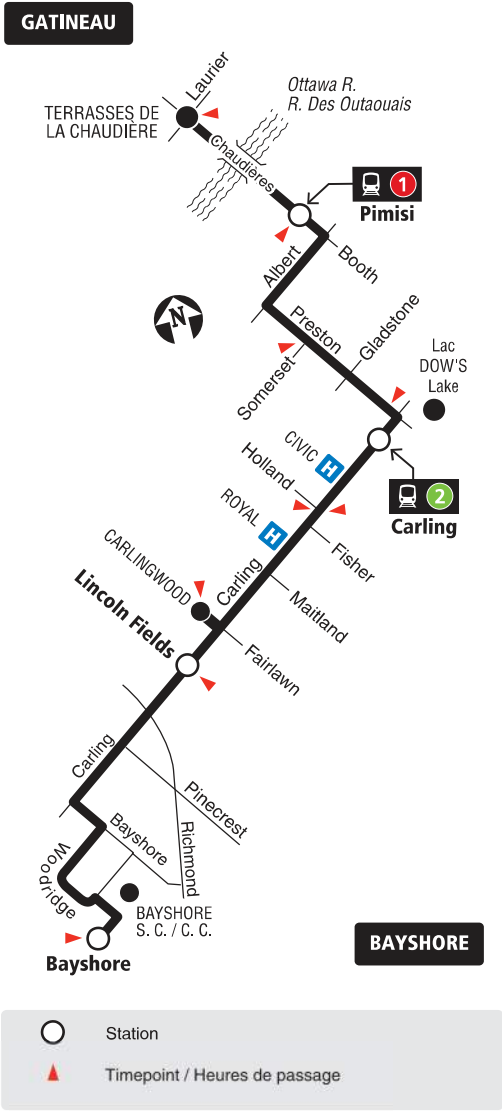 GATINEAU
Laurier
Ottawa R.
R. Des Outaouais
TERRASSES DE
LA CHAUDIÈRE
Chaudières
1
Pimisi
Albert
Booth
N
Preston
Gladstone
Somerset
Lac
DOW'S
Lake
CIVIC H
Holland
2
Carling
ROYAL H
Fisher
CARLINGWOOD
Carling
Maitland
Lincoln Fields
Fairlawn
Carling
Pinecrest
Bayshore
Richmond
Woodridge
BAYSHORE
S. C. / C. C.
BAYSHORE
Bayshore
Station
Timepoint / Heures de passage